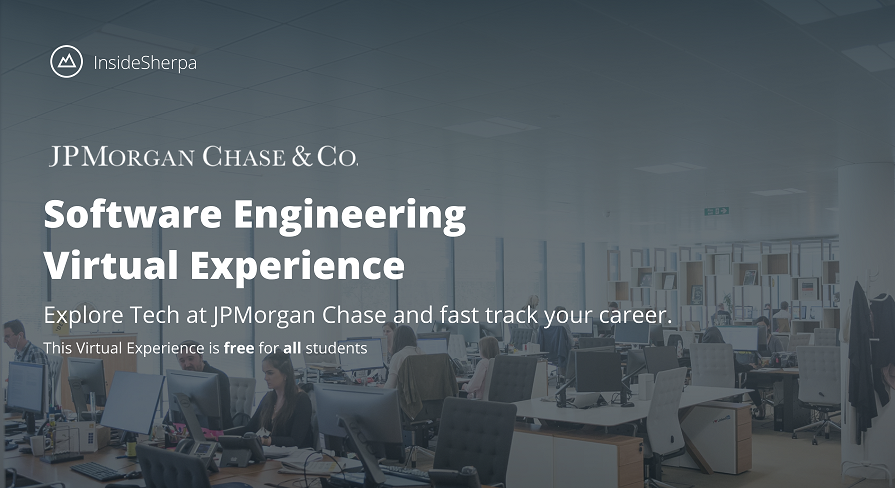 InsideSherpa
JPMORGAN CHASE & CO.
Software Engineering
Virtual Experience
Explore Tech at JPMorgan Chase and fast track your career.
This Virtual Experience is free for all students